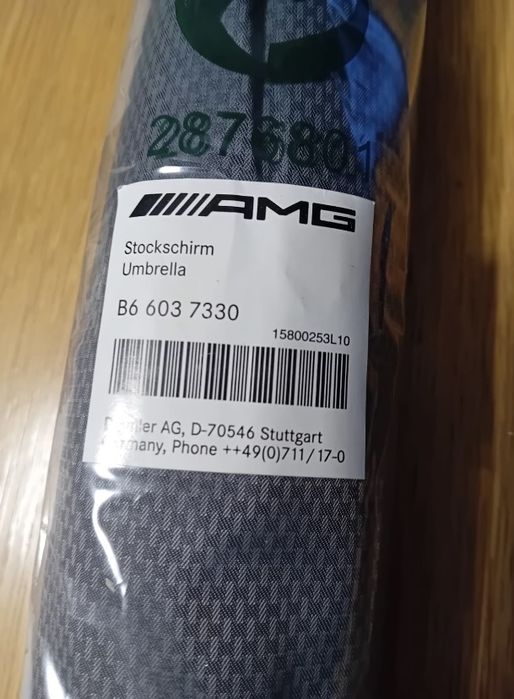 AMG
Stockschirm
Umbrella
B6 603 7330
15800253L10
AG, D-70546 Stuttgart
Phone ++49(0)711/17-0